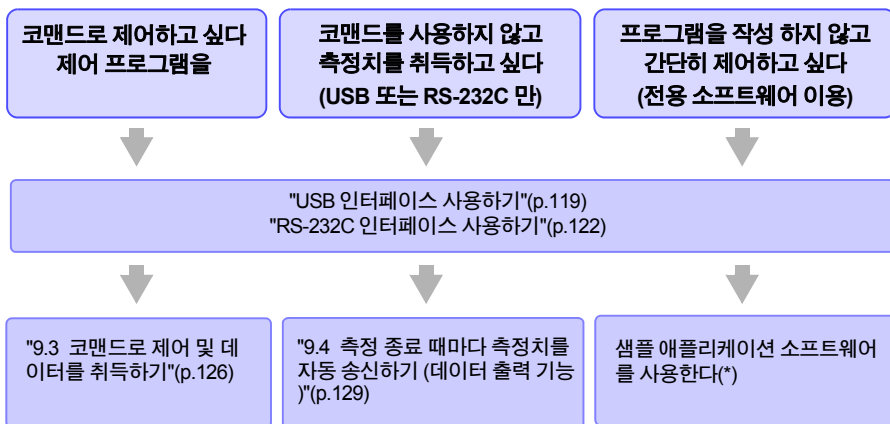 코맨드로 제어하고 싶다
제어 프로그램을
코맨드를 사용하지 않고
측정치를 취득하고 싶다
(USB 또는 RS-232C 만)
프로그램을 작성 하지 않고
간단히 제어하고 싶다
(전용 소프트웨어 이용)
"USB 인터페이스 사용하기"(p.119)
"RS-232C 인터페이스 사용하기"(p.122)
"9.3 코맨드로 제어 및 데
이터를 취득하기"(p.126)
"9.4 측정 종료 때마다 측정치를
자동 송신하기 (데이터 출력 기능
)"(p.129)
샘플 애플리케이션 소프트웨어
를 사용한다(*)